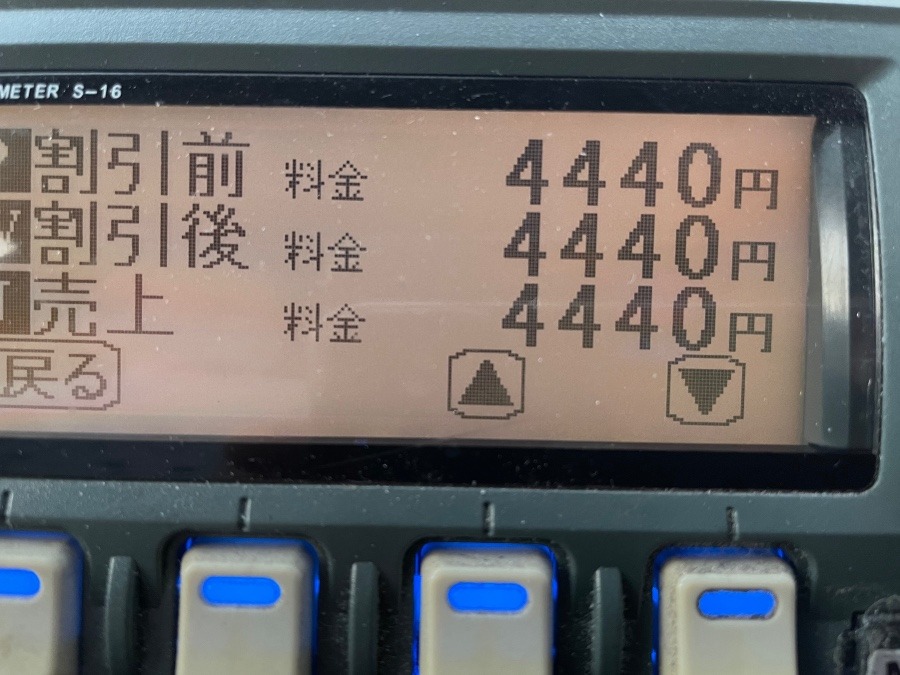 METER S-16
割引前 料金 4440円
割引後 料金 4440円
売上 料金 4440円
戻る ▲ ▼